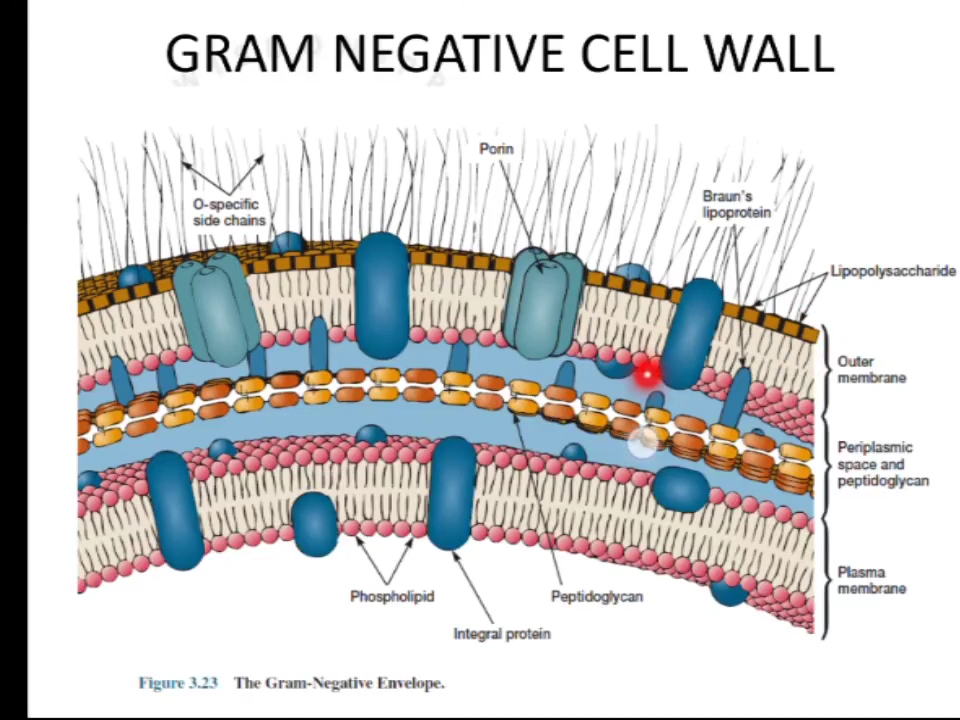 GRAM NEGATIVE CELL WALL
Porin
O-specific
side chains
Braun's
lipoprotein
Lipopolysaccharide
Outer
membrane
Periplasmic
space and
peptidoglycan
Plasma
membrane
Phospholipid
Peptidoglycan
Integral protein
Figure 3.23 The Gram-Negative Envelope.